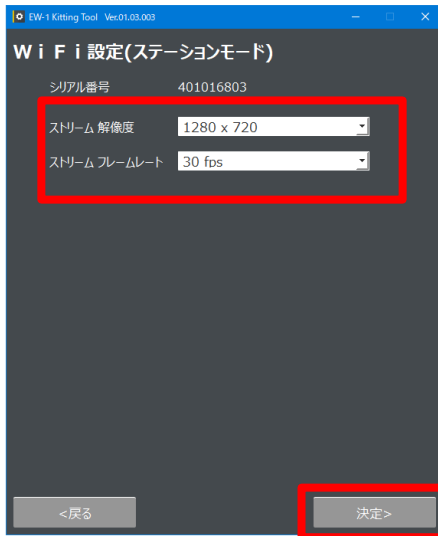 EW-1 Kitting Tool Ver.01.03.003
ＷｉＦｉ設定(ステーションモード)
シリアル番号 401016803
ストリーム 解像度 1280 x 720
ストリーム フレームレート 30 fps
<戻る 決定>